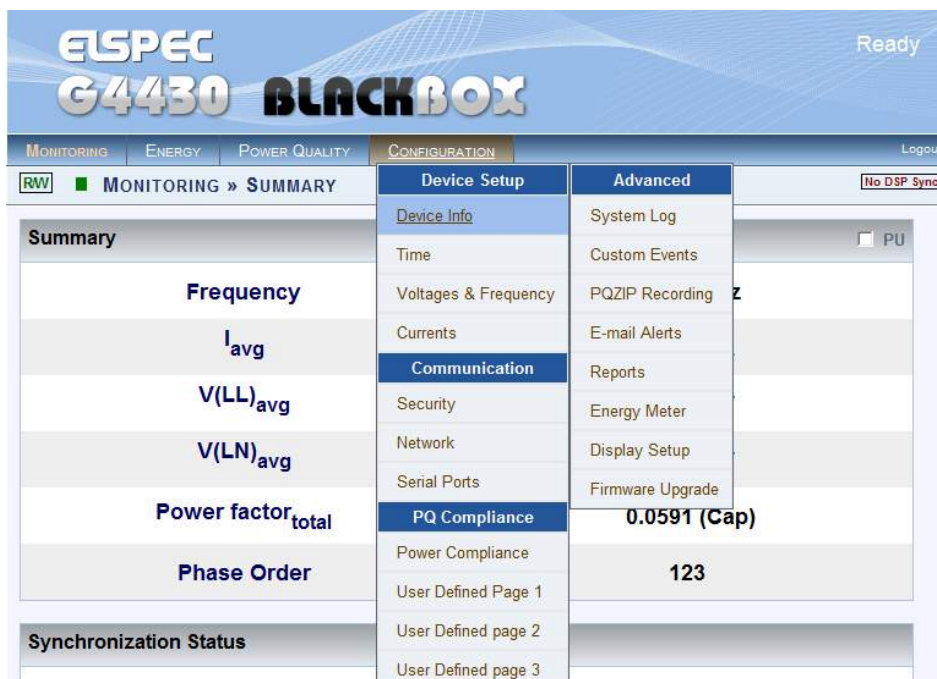 ELSPEC
G4430 BLACKBOX
Ready
MONITORING ENERGY POWER QUALITY CONFIGURATION
R/W MONITORING » SUMMARY
No DSP Sync
Summary
PU
Frequency
z
Iavg
V(LL)avg
V(LN)avg
Power factortotal
0.0591 (Cap)
Phase Order
123
Synchronization Status
Device Setup
Device Info
Time
Voltages & Frequency
Currents
Communication
Security
Network
Serial Ports
PQ Compliance
Power Compliance
User Defined Page 1
User Defined page 2
User Defined page 3
Advanced
System Log
Custom Events
PQZIP Recording
E-mail Alerts
Reports
Energy Meter
Display Setup
Firmware Upgrade